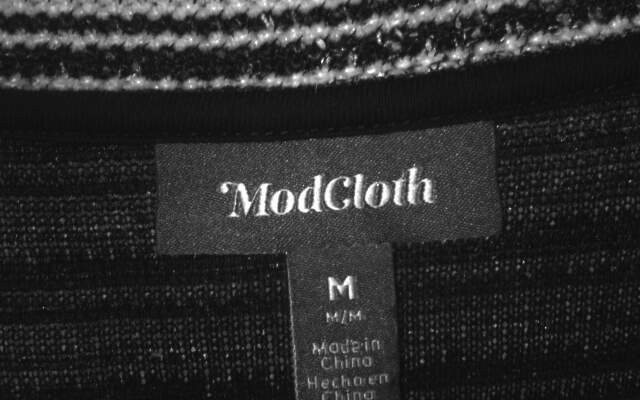 ModCloth
M
M/M
Made in
China
Hecho en
China